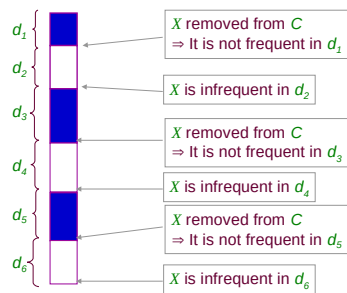 d1
d2
d3
d4
d5
d6
X removed from C
⇒ It is not frequent in d1
X is infrequent in d2
X removed from C
⇒ It is not frequent in d3
X is infrequent in d4
X removed from C
⇒ It is not frequent in d5
X is infrequent in d6